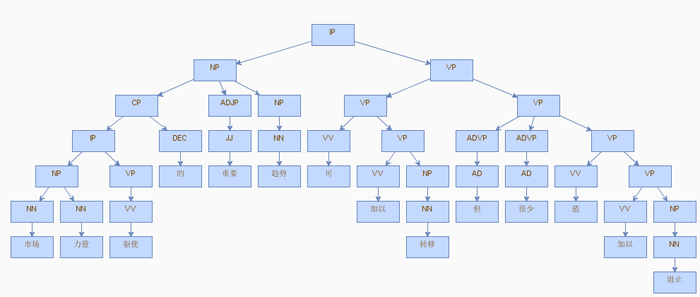 IP
NP VP
CP ADJP NP VP VP
IP DEC JJ NN VV VP ADVP ADVP VP
NP VP 的 重要 趋势 可 VV NP AD AD VV VP
NN NN VV 加以 NN 但 很少 能 VV NP
市场 力量 驱使 转移 加以 NN
阻止